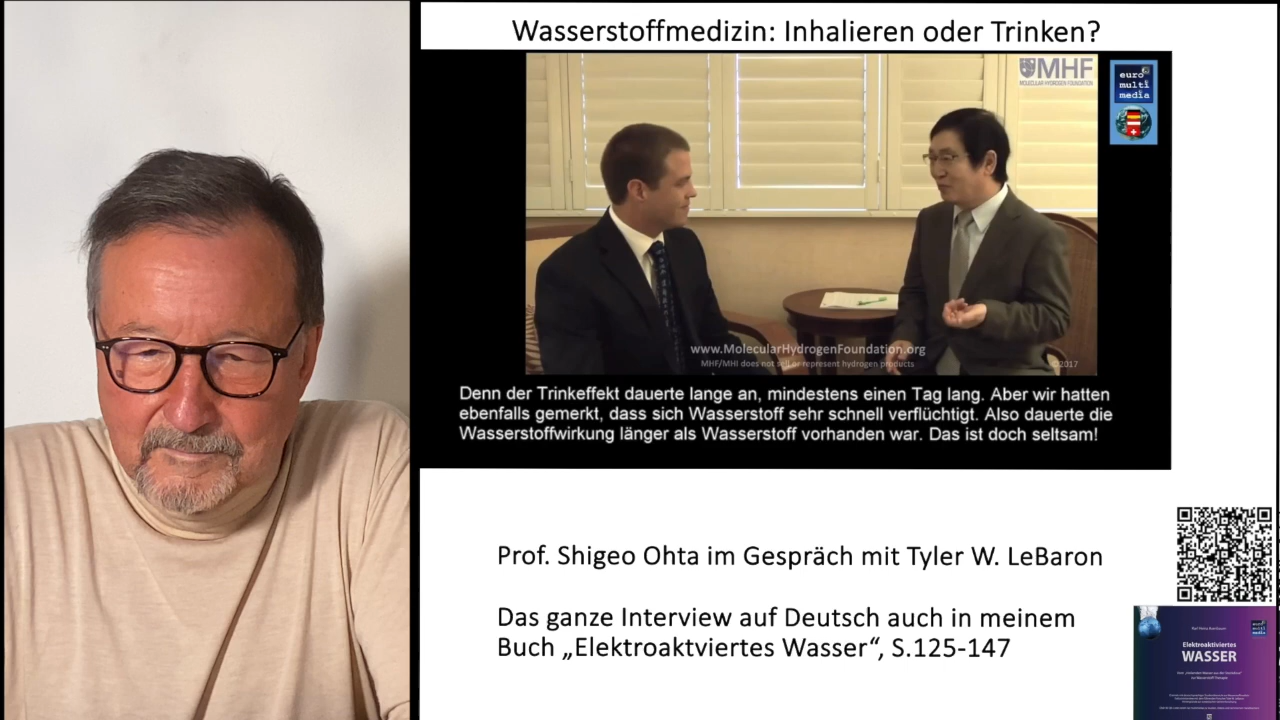 Wasserstoffmedizin: Inhalieren oder Trinken?
MHF
MOLECULAR HYDROGEN FOUNDATION
euro
multi
media
www.MolecularHydrogenFoundation.org
MHF/MHI does not sell or represent hydrogen products
©2017
Denn der Trinkeffekt dauerte lange an, mindestens einen Tag lang. Aber wir hatten
ebenfalls gemerkt, dass sich Wasserstoff sehr schnell verflüchtigt. Also dauerte die
Wasserstoffwirkung länger als Wasserstoff vorhanden war. Das ist doch seltsam!
Prof. Shigeo Ohta im Gespräch mit Tyler W. LeBaron
Das ganze Interview auf Deutsch auch in meinem
Buch „Elektroaktviertes Wasser“, S.125-147
euro
multi
media
Elektroaktiviertes
WASSER